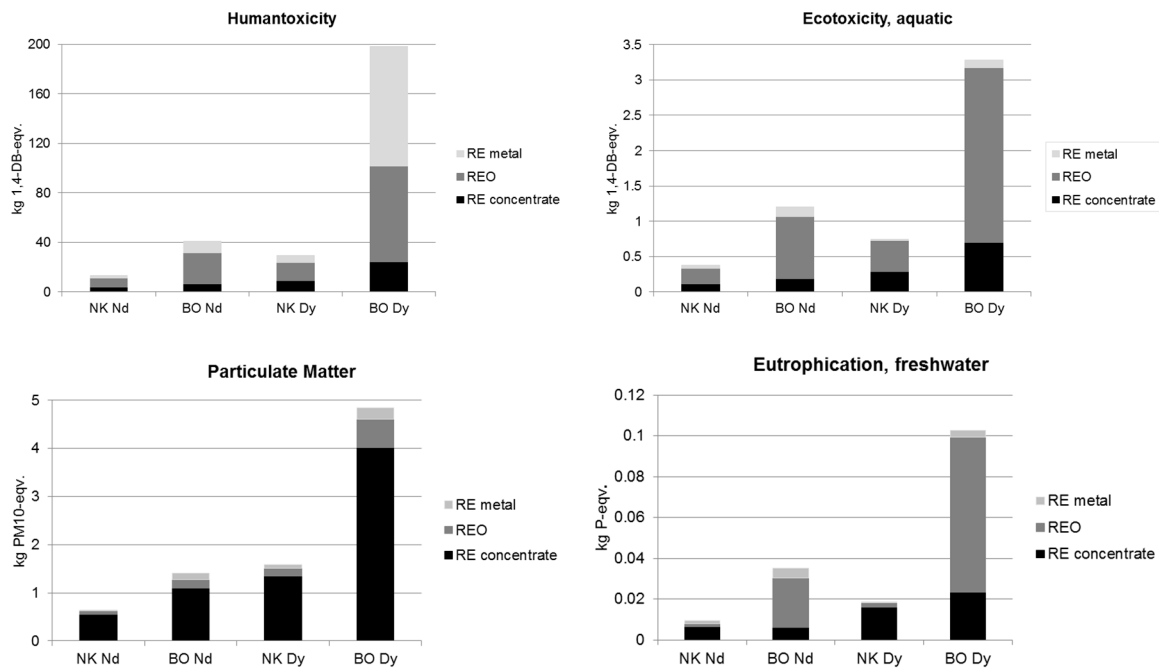 Humantoxicity
kg 1,4-DB-eqv.
200
160
120
80
40
0
NK Nd BO Nd NK Dy BO Dy
RE metal
REO
RE concentrate
Ecotoxicity, aquatic
kg 1,4-DB-eqv.
3.5
3
2.5
2
1.5
1
0.5
0
NK Nd BO Nd NK Dy BO Dy
RE metal
REO
RE concentrate
Particulate Matter
kg PM10-eqv.
5
4
3
2
1
0
NK Nd BO Nd NK Dy BO Dy
RE metal
REO
RE concentrate
Eutrophication, freshwater
kg P-eqv.
0.12
0.1
0.08
0.06
0.04
0.02
0
NK Nd BO Nd NK Dy BO Dy
RE metal
REO
RE concentrate